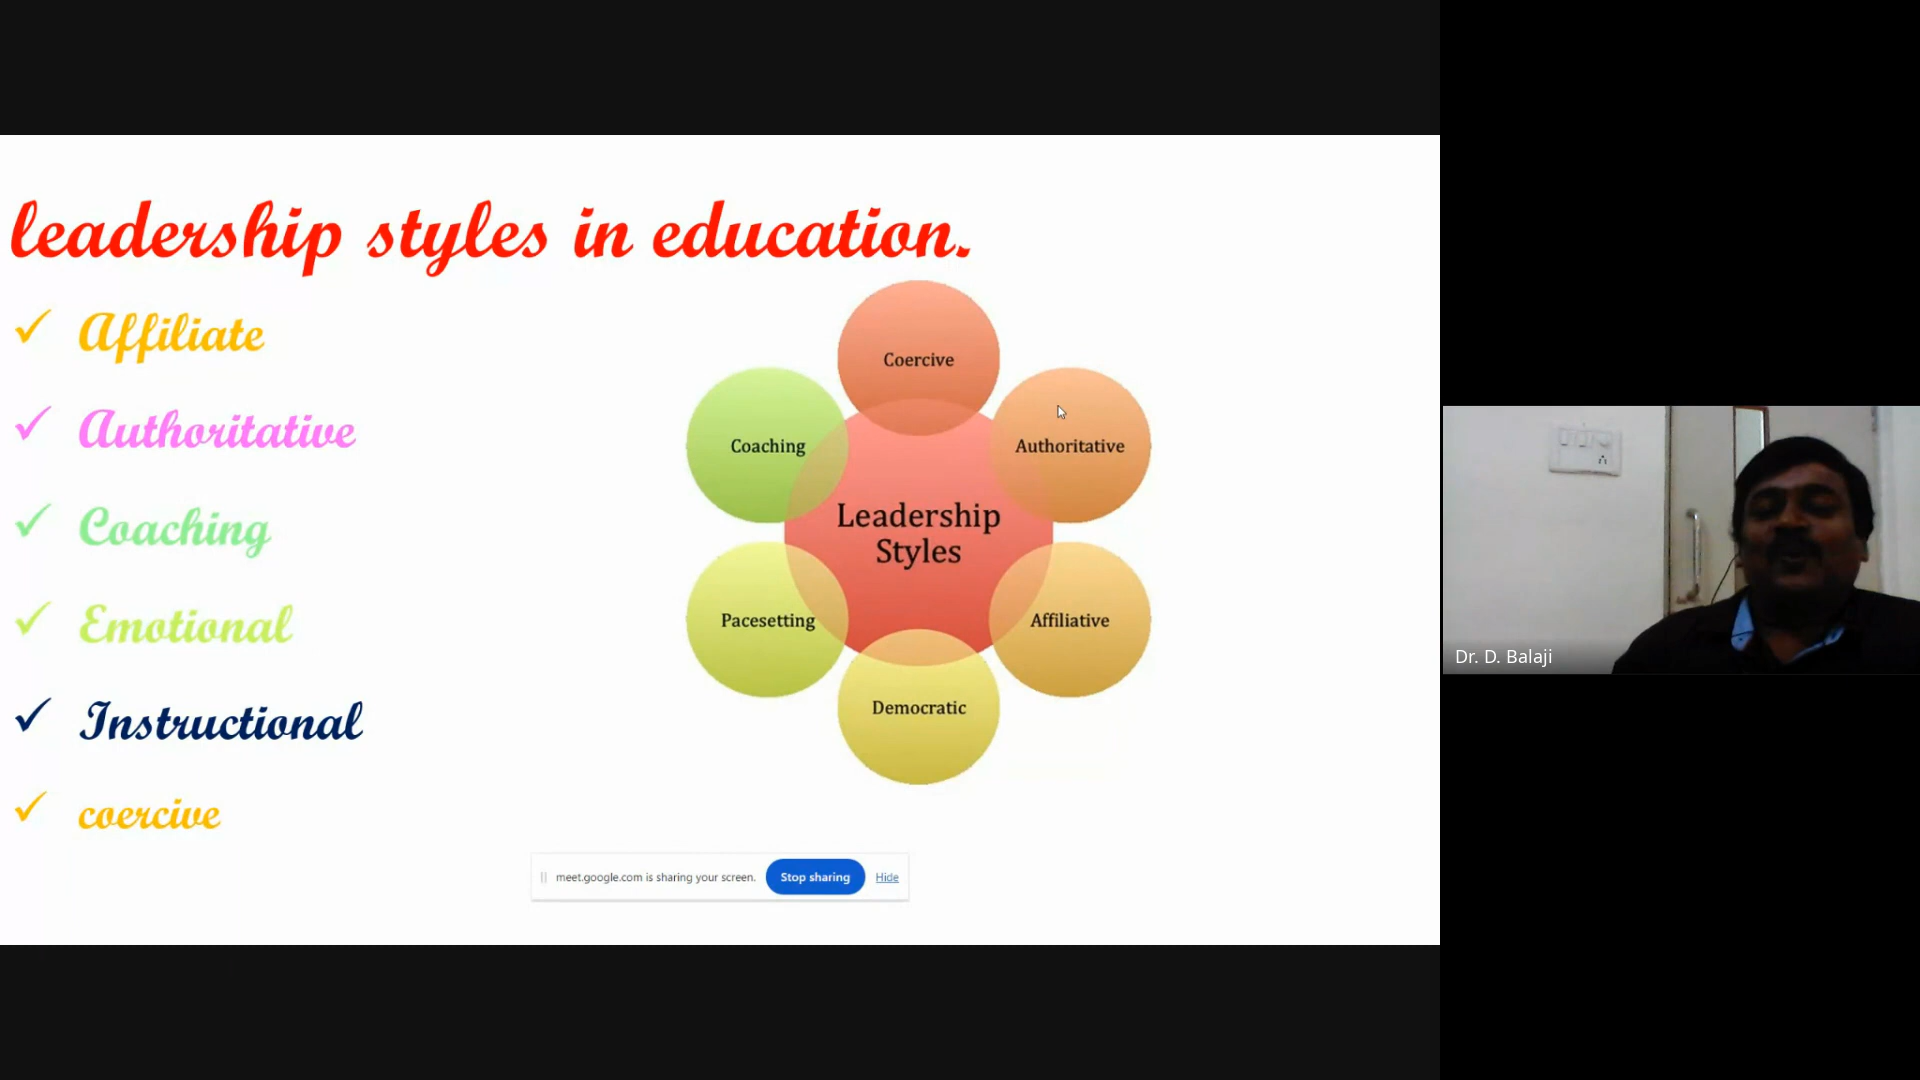 leadership styles in education.
Affiliate
Authoritative
Coaching
Emotional
Instructional
coercive
Coercive
Coaching
Authoritative
Leadership
Styles
Pacesetting
Affiliative
Democratic
meet.google.com is sharing your screen. Stop sharing Hide
Dr. D. Balaji